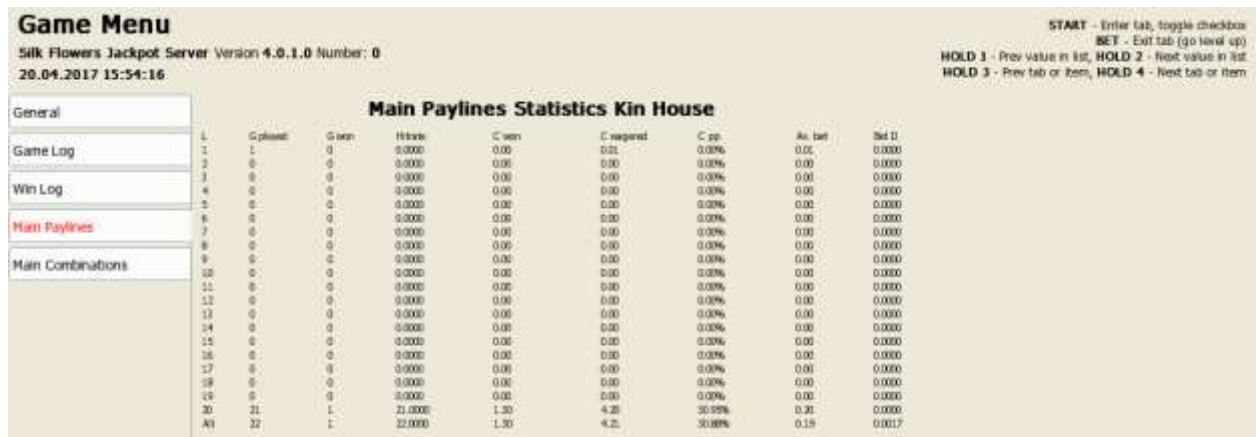 Game Menu
Silk Flowers Jackpot Server Version 4.0.1.0 Number: 0
20.04.2017 15:54:16
START - Enter tab, toggle checkbox
BET - Exit tab (go level up)
HOLD 1 - Prev value in list, HOLD 2 - Next value in list
HOLD 3 - Prev tab or item, HOLD 4 - Next tab or item
General
Game Log
Win Log
Main Paylines
Main Combinations
Main Paylines Statistics Kin House
L G played G won Hitrate C won C wagered C pp Av. bet Bet D
1 1 0 0.0000 0.00 0.01 0.00% 0.01 0.0000
2 0 0 0.0000 0.00 0.00 0.00% 0.00 0.0000
3 0 0 0.0000 0.00 0.00 0.00% 0.00 0.0000
4 0 0 0.0000 0.00 0.00 0.00% 0.00 0.0000
5 0 0 0.0000 0.00 0.00 0.00% 0.00 0.0000
6 0 0 0.0000 0.00 0.00 0.00% 0.00 0.0000
7 0 0 0.0000 0.00 0.00 0.00% 0.00 0.0000
8 0 0 0.0000 0.00 0.00 0.00% 0.00 0.0000
9 0 0 0.0000 0.00 0.00 0.00% 0.00 0.0000
10 0 0 0.0000 0.00 0.00 0.00% 0.00 0.0000
11 0 0 0.0000 0.00 0.00 0.00% 0.00 0.0000
12 0 0 0.0000 0.00 0.00 0.00% 0.00 0.0000
13 0 0 0.0000 0.00 0.00 0.00% 0.00 0.0000
14 0 0 0.0000 0.00 0.00 0.00% 0.00 0.0000
15 0 0 0.0000 0.00 0.00 0.00% 0.00 0.0000
16 0 0 0.0000 0.00 0.00 0.00% 0.00 0.0000
17 0 0 0.0000 0.00 0.00 0.00% 0.00 0.0000
18 0 0 0.0000 0.00 0.00 0.00% 0.00 0.0000
19 0 0 0.0000 0.00 0.00 0.00% 0.00 0.0000
20 21 1 21.0000 1.30 4.20 30.95% 0.20 0.0000
All 22 1 22.0000 1.30 4.21 30.88% 0.19 0.0017